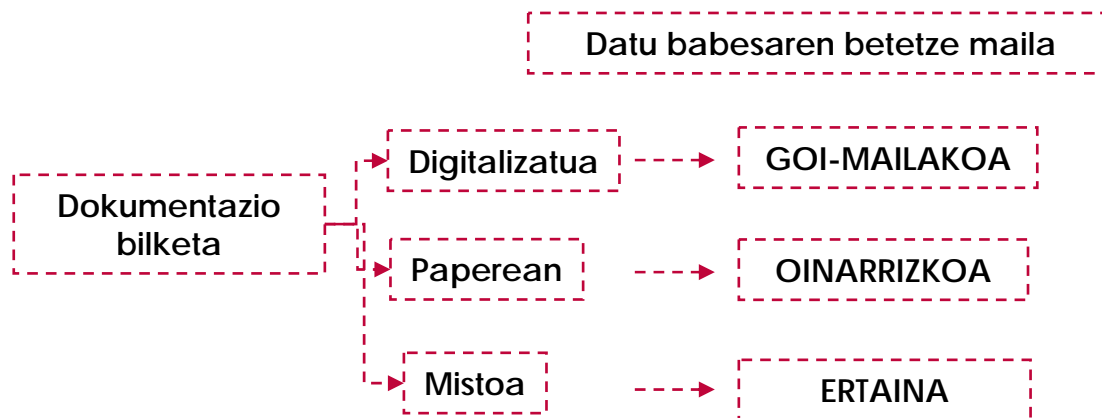 Datu babesaren betetze maila
Digitalizatua
GOI-MAILAKOA
Dokumentazio
bilketa
Paperean
OINARRIZKOA
Mistoa
ERTAINA